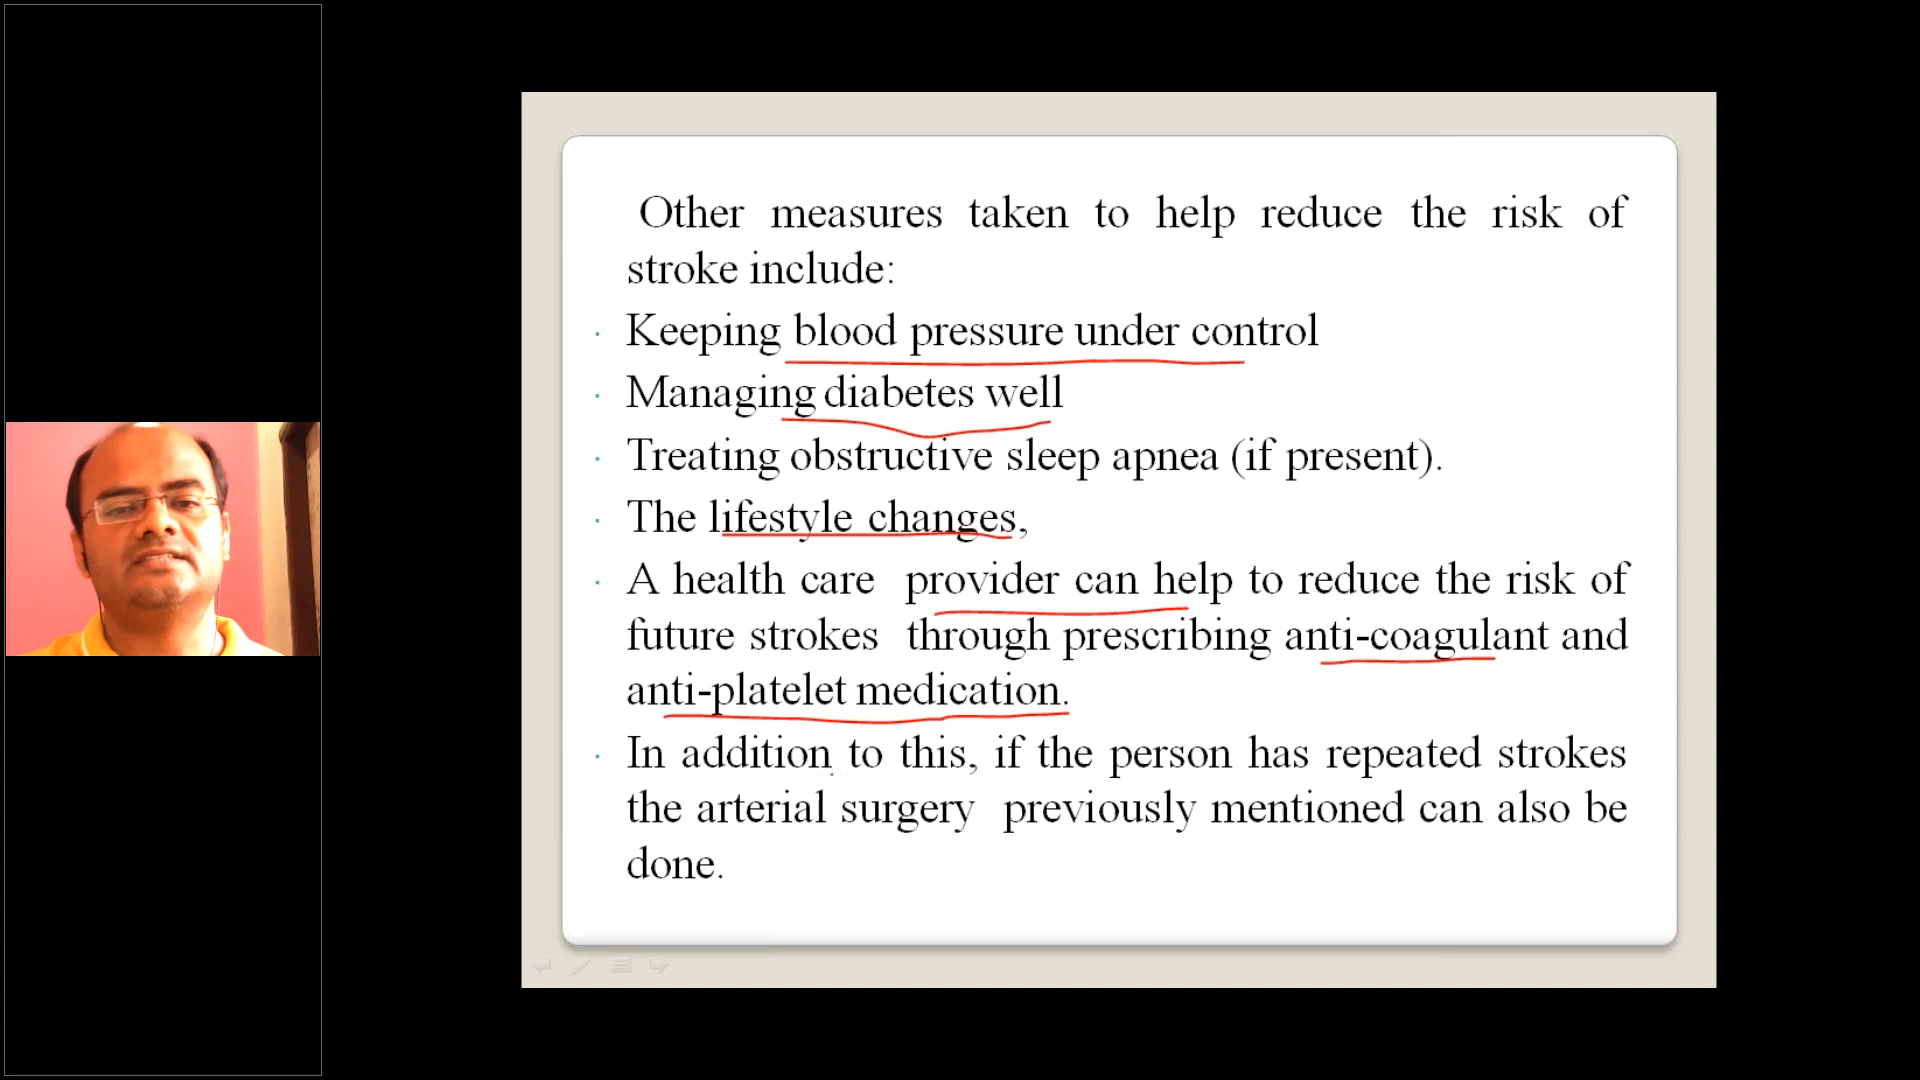 Other measures taken to help reduce the risk of
stroke include:
· Keeping blood pressure under control
· Managing diabetes well
· Treating obstructive sleep apnea (if present).
· The lifestyle changes,
· A health care provider can help to reduce the risk of
future strokes through prescribing anti-coagulant and
anti-platelet medication.
· In addition to this, if the person has repeated strokes
the arterial surgery previously mentioned can also be
done.